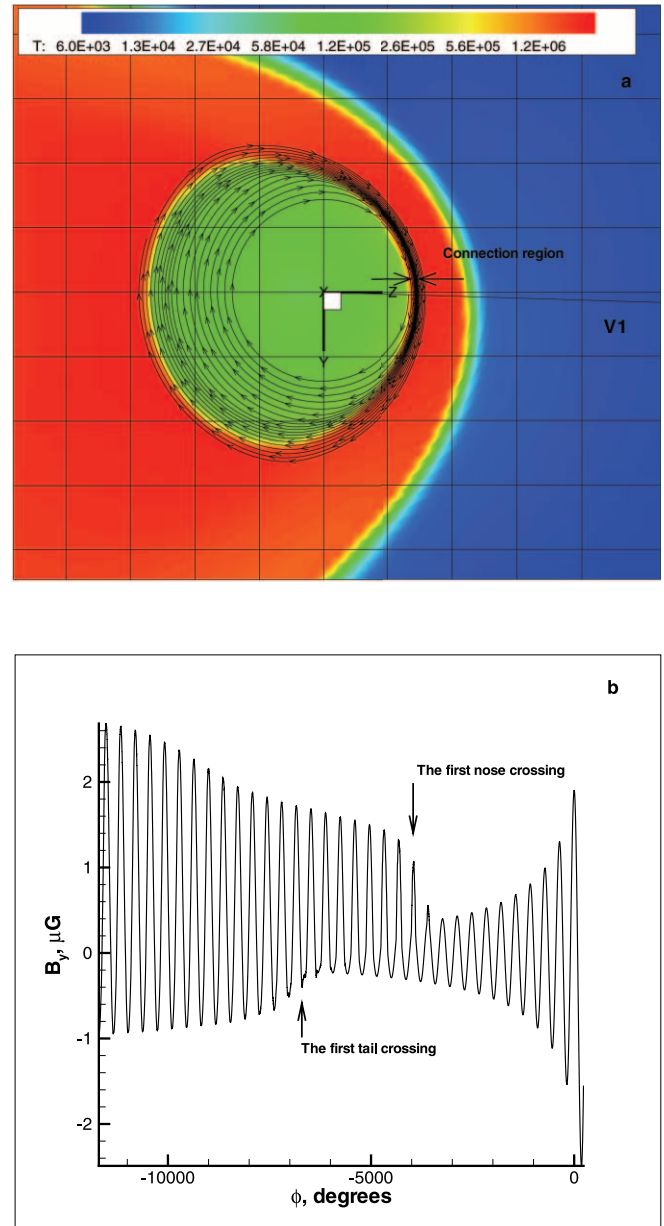 T: 6.0E+03 1.3E+04 2.7E+04 5.8E+04 1.2E+05 2.6E+05 5.6E+05 1.2E+06
a
Connection region
X
Z
V1
Y
b
The first nose crossing
2
1
0
-1
-2
By, μG
The first tail crossing
-10000 -5000 0
ϕ, degrees